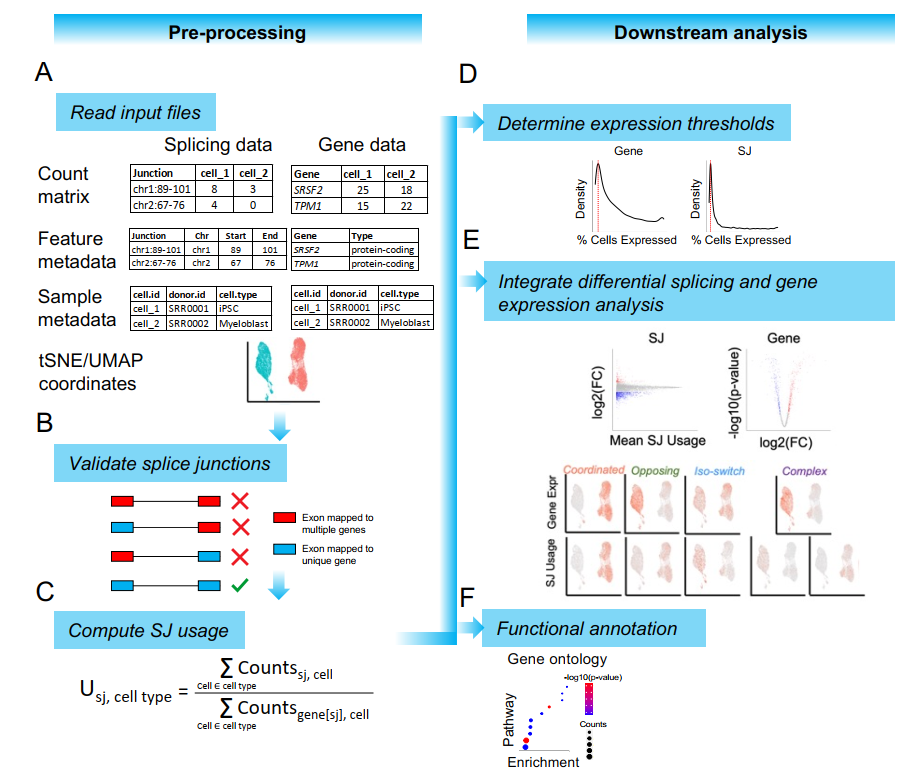 Pre-processing
Downstream analysis
A
Read input files
Splicing data
Gene data
Count
matrix
Junction cell_1 cell_2
chr1:89-101 8 3
chr2:67-76 4 0
Gene cell_1 cell_2
SRSF2 25 18
TPM1 15 22
Feature
metadata
Junction Chr Start End
chr1:89-101 chr1 89 101
chr2:67-76 chr2 67 76
Gene Type
SRSF2 protein-coding
TPM1 protein-coding
Sample
metadata
cell.id donor.id cell.type
cell_1 SRR0001 iPSC
cell_2 SRR0002 Myeloblast
cell.id donor.id cell.type
cell_1 SRR0001 iPSC
cell_2 SRR0002 Myeloblast
tSNE/UMAP
coordinates
B
Validate splice junctions
Exon mapped to
multiple genes
Exon mapped to
unique gene
C
Compute SJ usage
U sj, cell type = ∑ Counts sj, cell
Cell ∈ cell type
∑ Counts gene[sj], cell
Cell ∈ cell type
D
Determine expression thresholds
Gene
Density
% Cells Expressed
SJ
Density
% Cells Expressed
E
Integrate differential splicing and gene
expression analysis
SJ
log2(FC)
Mean SJ Usage
Gene
-log10(p-value)
log2(FC)
Coordinated Opposing Iso-switch Complex
Gene Expr
SJ Usage
F
Functional annotation
Gene ontology
-log10(p-value)
Counts
Pathway
Enrichment